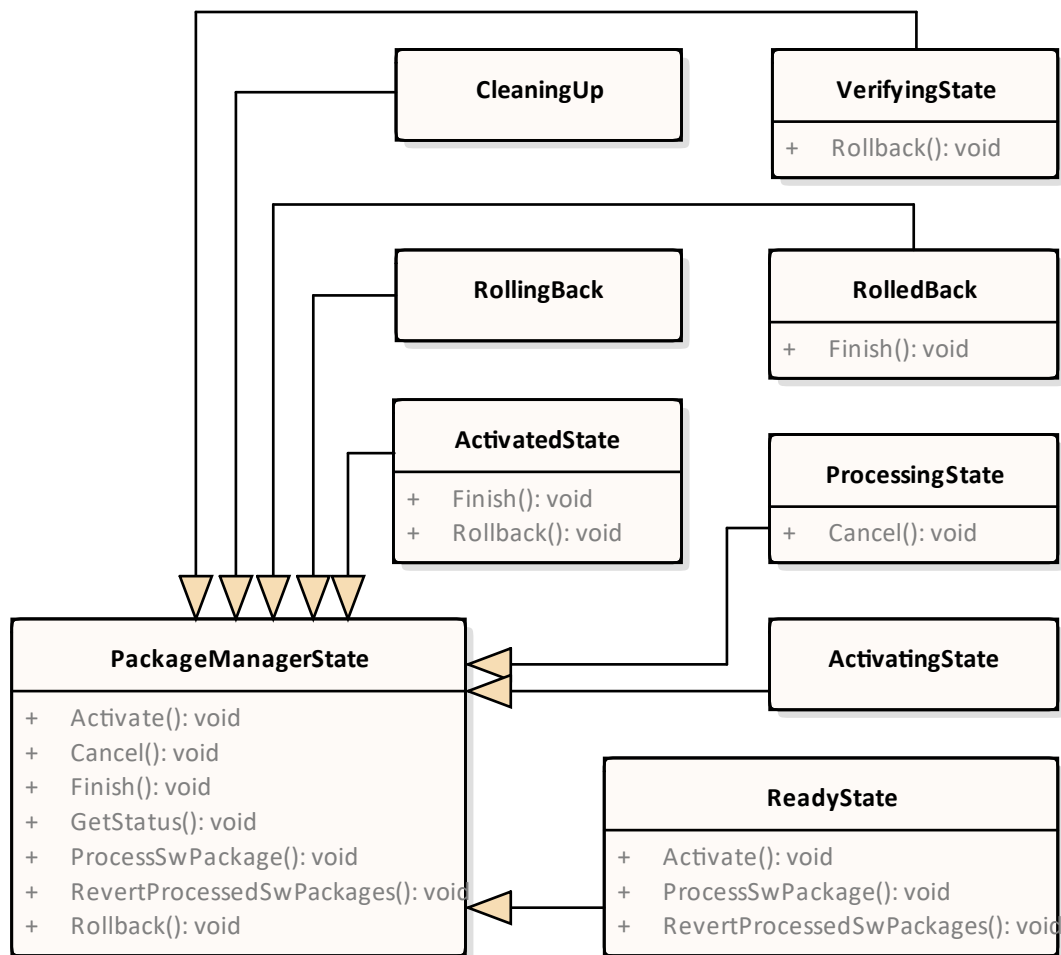 CleaningUp
VerifyingState
+ Rollback(): void
RollingBack
RolledBack
+ Finish(): void
ActivatedState
+ Finish(): void
+ Rollback(): void
ProcessingState
+ Cancel(): void
PackageManagerState
+ Activate(): void
+ Cancel(): void
+ Finish(): void
+ GetStatus(): void
+ ProcessSwPackage(): void
+ RevertProcessedSwPackages(): void
+ Rollback(): void
ActivatingState
ReadyState
+ Activate(): void
+ ProcessSwPackage(): void
+ RevertProcessedSwPackages(): void